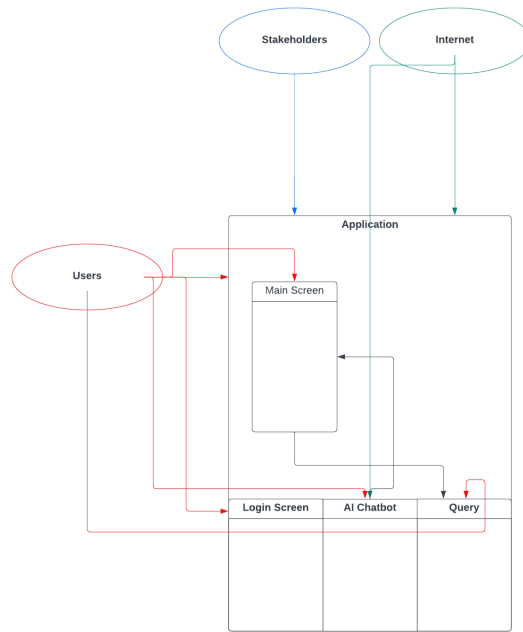 Stakeholders
Internet
Application
Users
Main Screen
Login Screen
AI Chatbot
Query